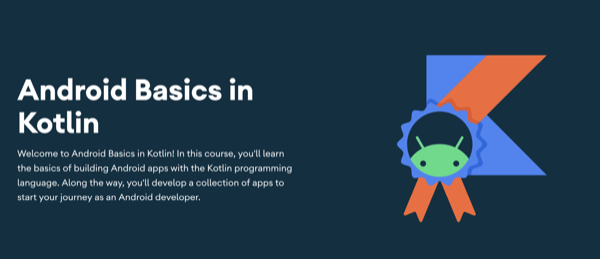 Android Basics in
Kotlin
Welcome to Android Basics in Kotlin! In this course, you'll learn
the basics of building Android apps with the Kotlin programming
language. Along the way, you'll develop a collection of apps to
start your journey as an Android developer.